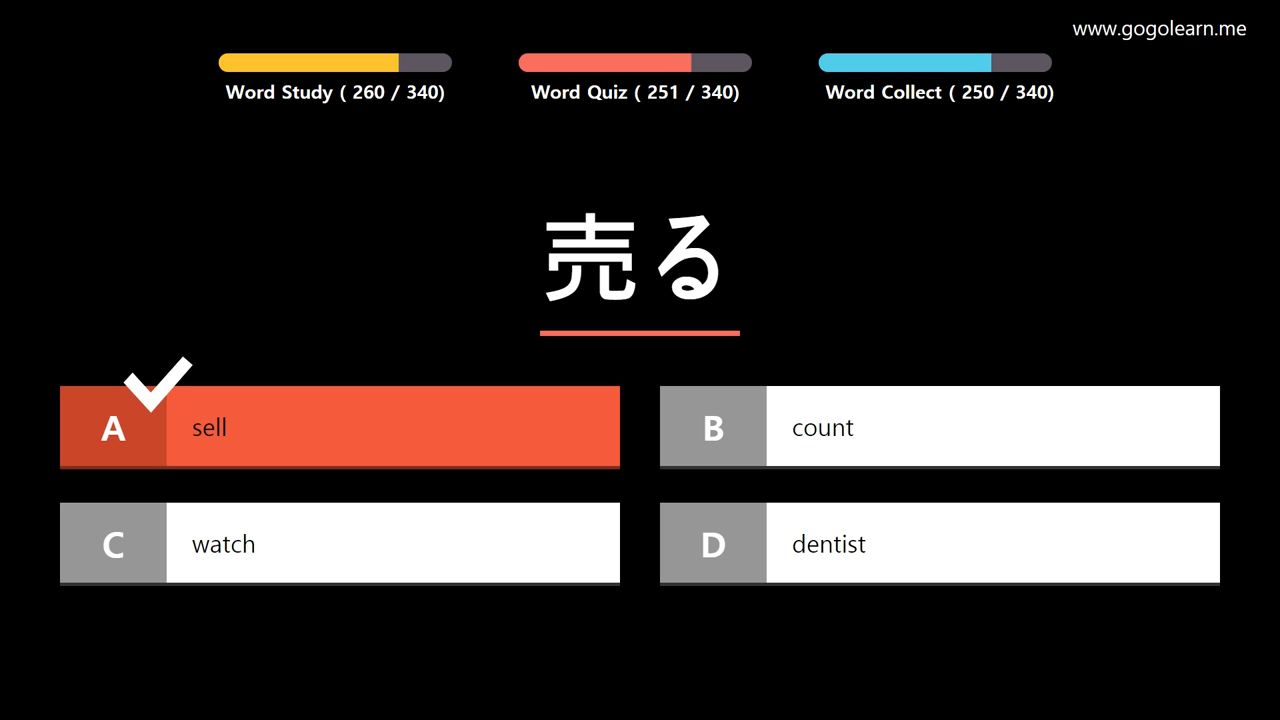 www.gogolearn.me
Word Study ( 260 / 340)
Word Quiz ( 251 / 340)
Word Collect ( 250 / 340)
売る
A sell
B count
C watch
D dentist